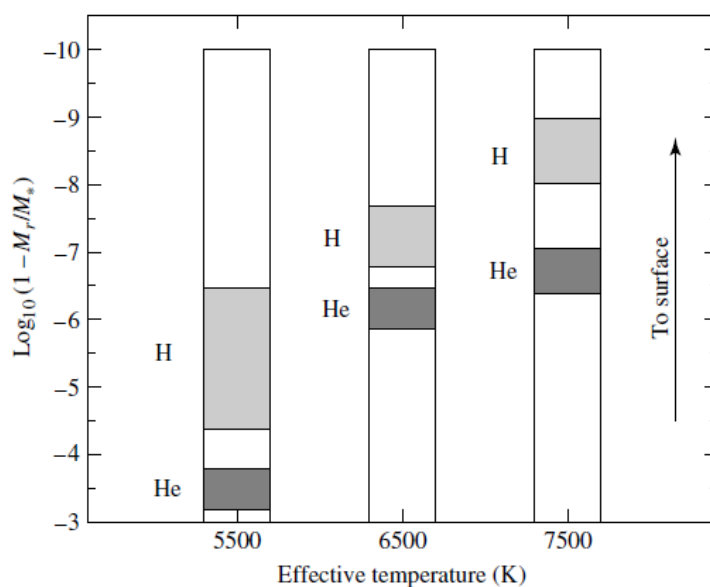 Log₁₀ (1 – Mᵣ/M⁎)
–10
–9
–8
–7
–6
–5
–4
–3
H
He
H
He
H
He
To surface
5500
6500
7500
Effective temperature (K)